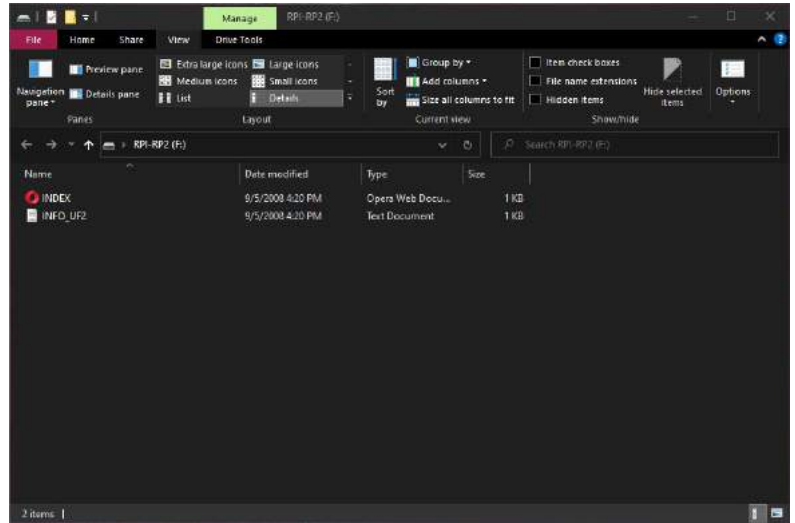 Manage RPI-RP2 (F:)
File Home Share View Drive Tools
Navigation pane
Preview pane
Details pane
Panes
Extra large icons Large icons
Medium icons Small icons
List Details
Layout
Sort by
Group by
Add columns
Size all columns to fit
Current view
Item check boxes
File name extensions
Hidden items
Hide selected items
Show/hide
Options
RPI-RP2 (F:)
Search RPI-RP2 (F:)
Name Date modified Type Size
INDEX 9/5/2008 4:20 PM Opera Web Docu... 1 KB
INFO_UF2 9/5/2008 4:20 PM Text Document 1 KB
2 items